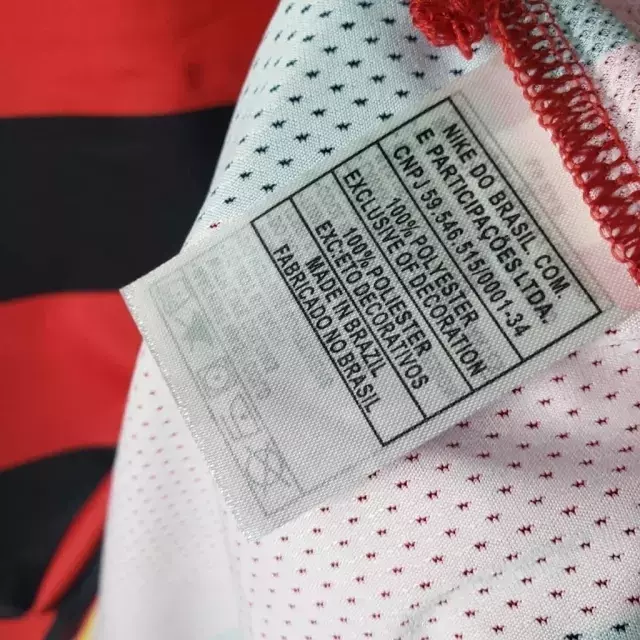 NIKE DO BRASIL COM.
E PARTICIPAÇÕES LTDA.
CNPJ 59.546.515/0001-34
100% POLYESTER
EXCLUSIVE OF DECORATION
100% POLIESTER
EXCETO DECORATIVOS
MADE IN BRAZIL
FABRICADO NO BRASIL